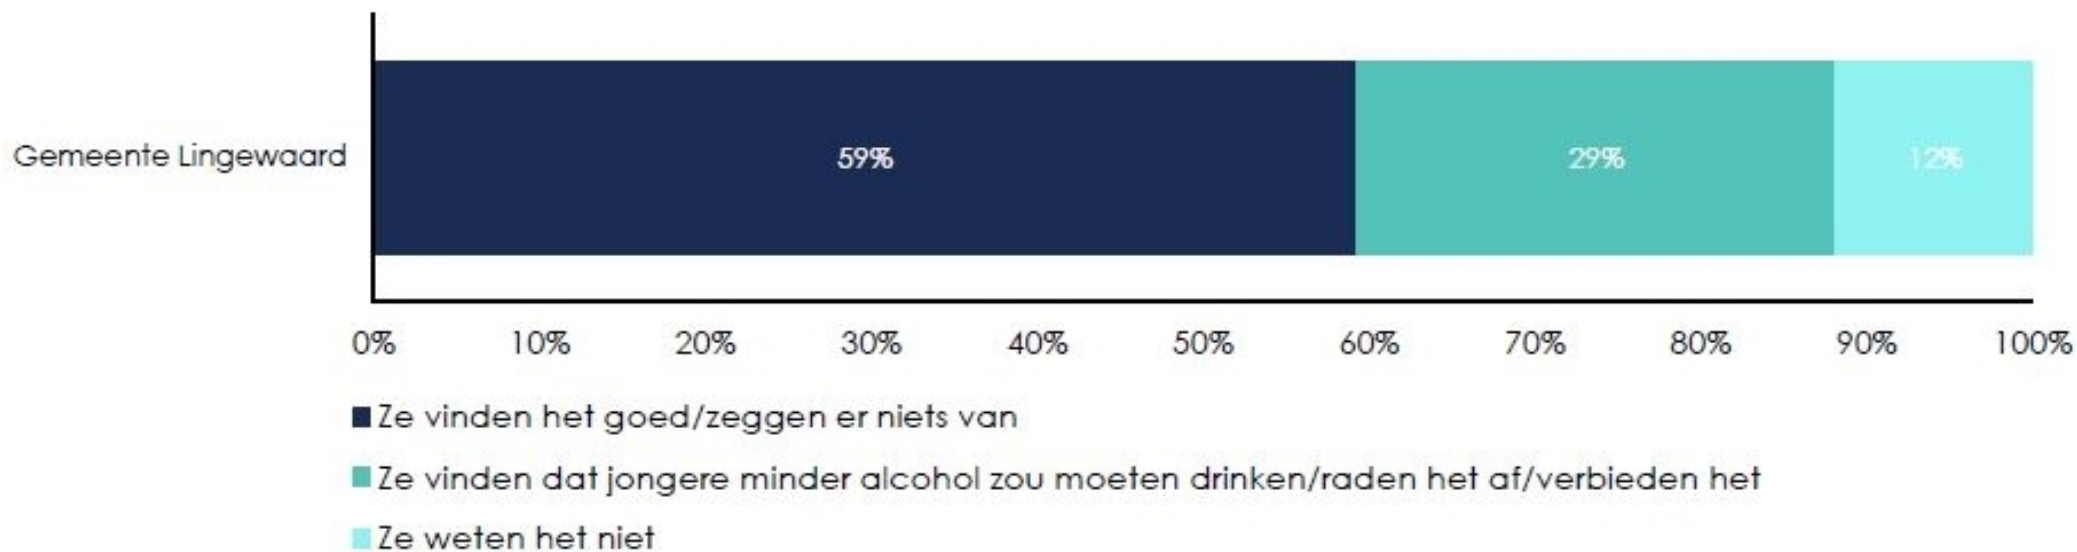 Gemeente Lingewaard
59%
29%
12%
0% 10% 20% 30% 40% 50% 60% 70% 80% 90% 100%
Ze vinden het goed/zeggen er niets van
Ze vinden dat jongere minder alcohol zou moeten drinken/raden het af/verbieden het
Ze weten het niet